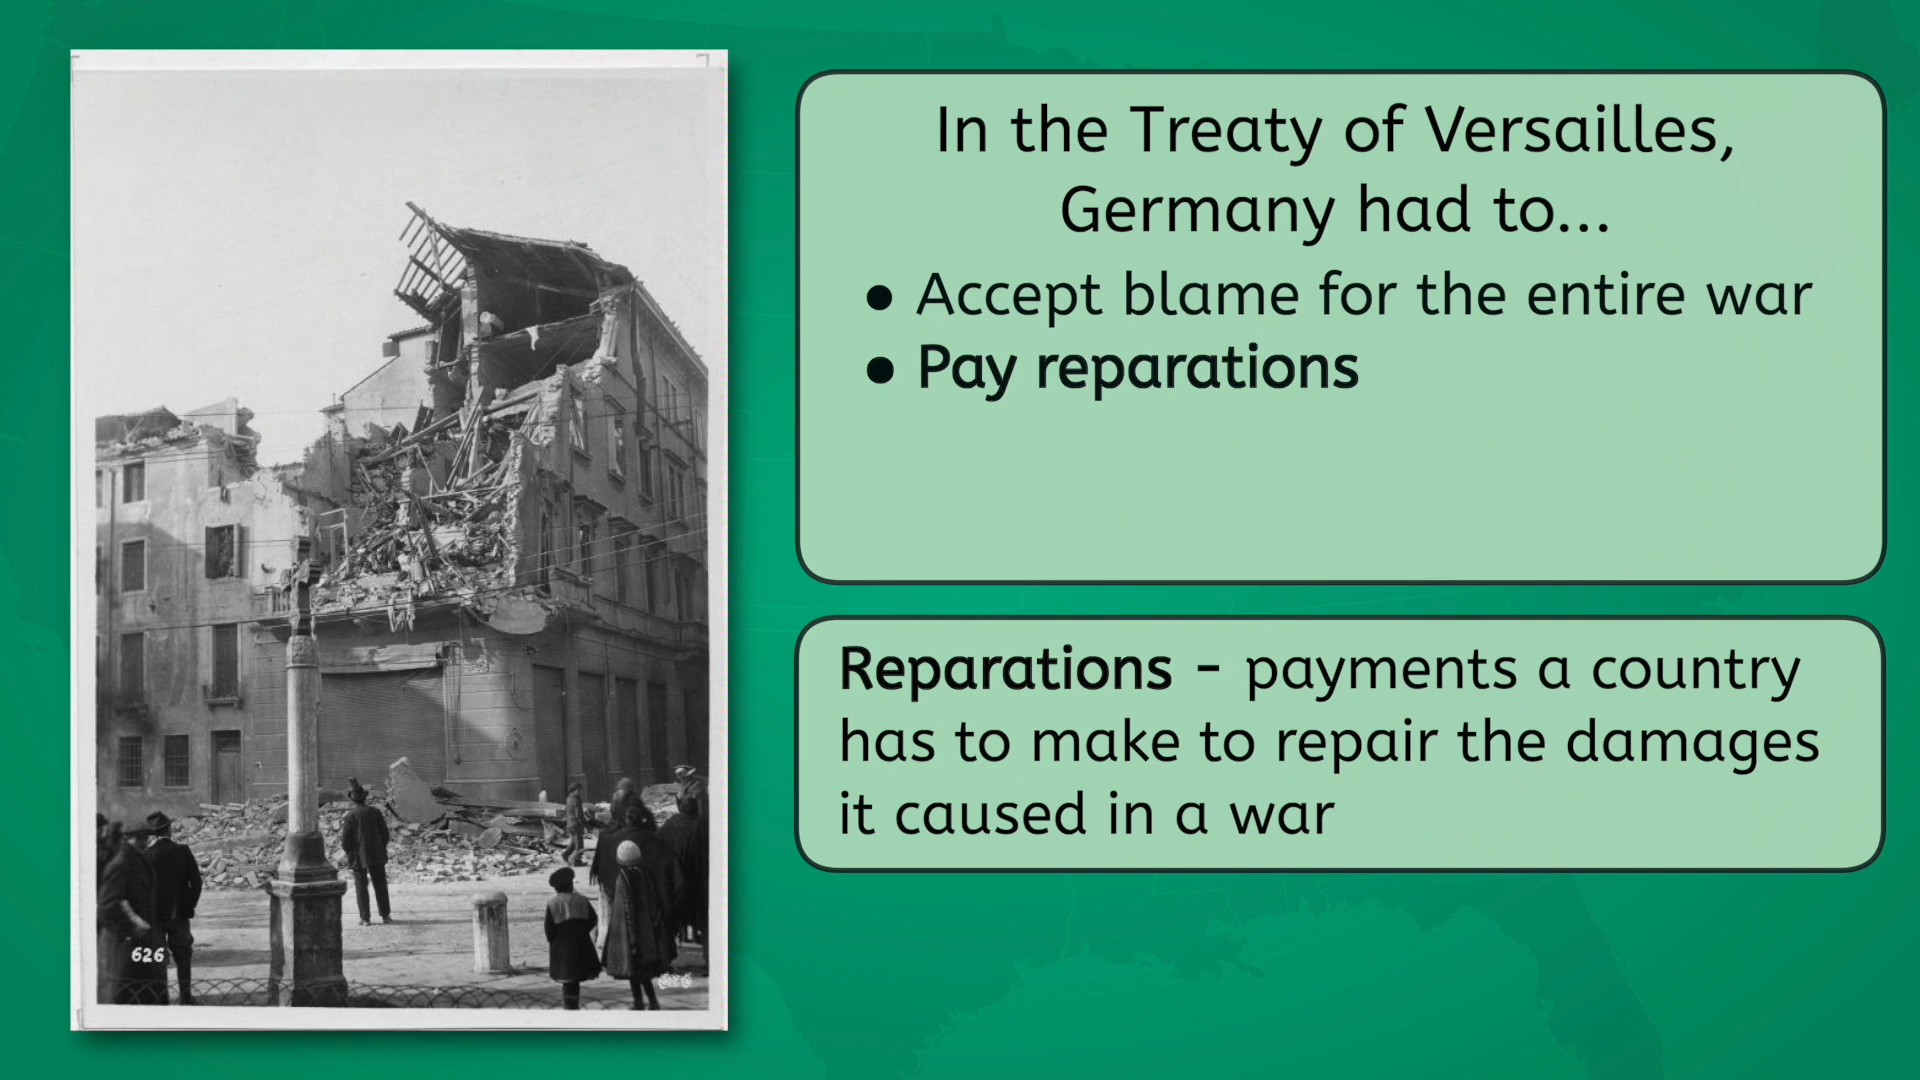 In the Treaty of Versailles,
Germany had to...
● Accept blame for the entire war
● Pay reparations
Reparations - payments a country
has to make to repair the damages
it caused in a war
626